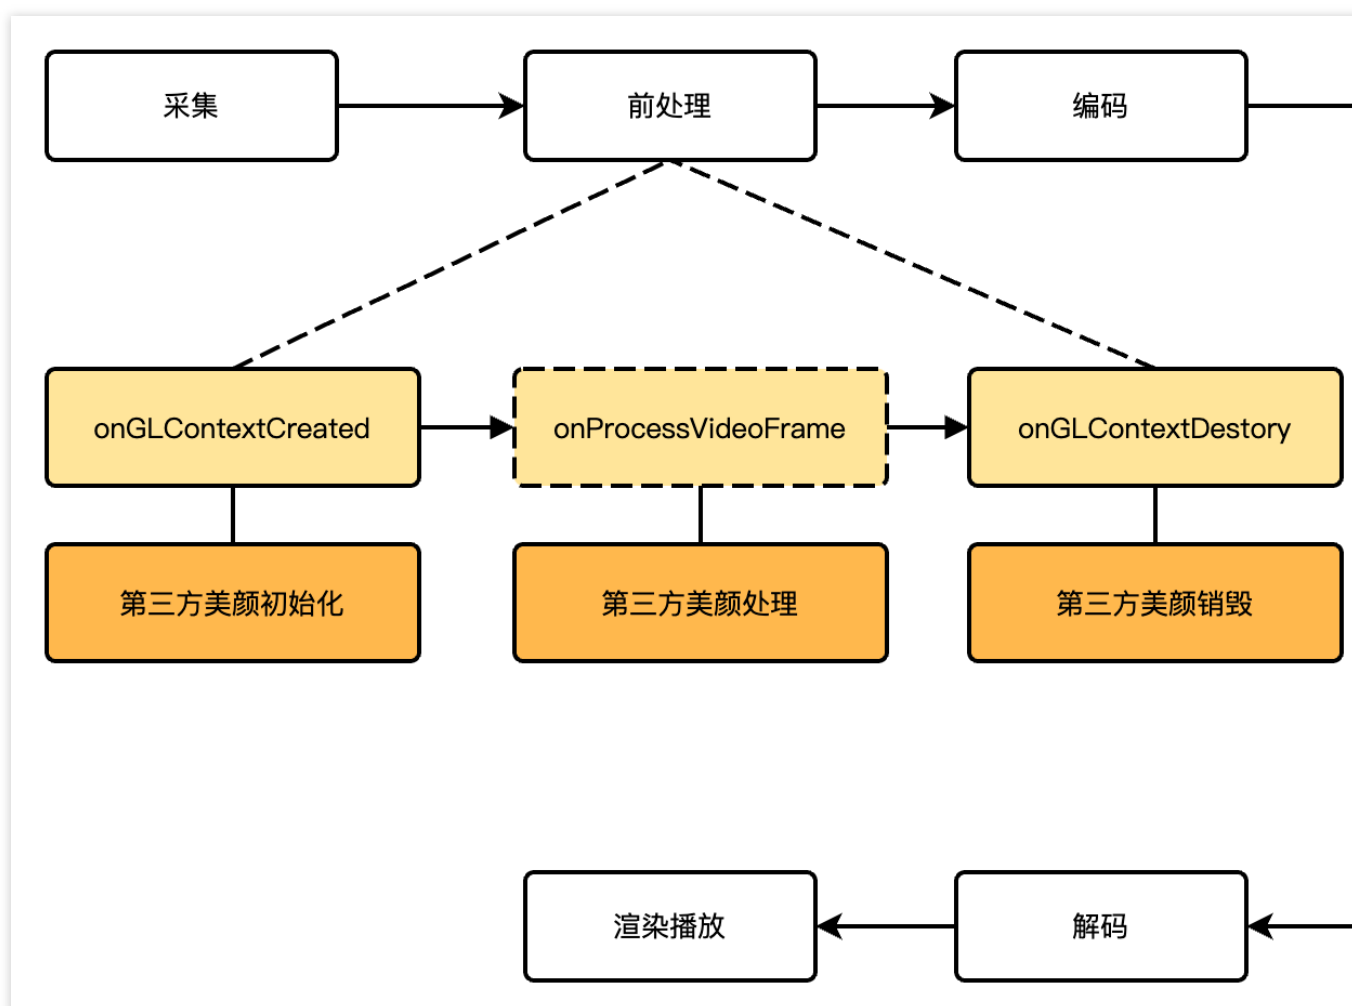 采集
前处理
编码
onGLContextCreated
onProcessVideoFrame
onGLContextDestory
第三方美颜初始化
第三方美颜处理
第三方美颜销毁
渲染播放
解码